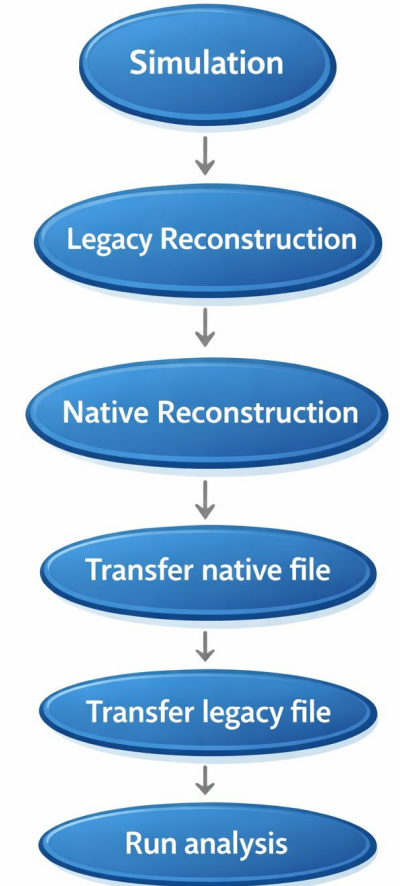 Simulation
Legacy Reconstruction
Native Reconstruction
Transfer native file
Transfer legacy file
Run analysis